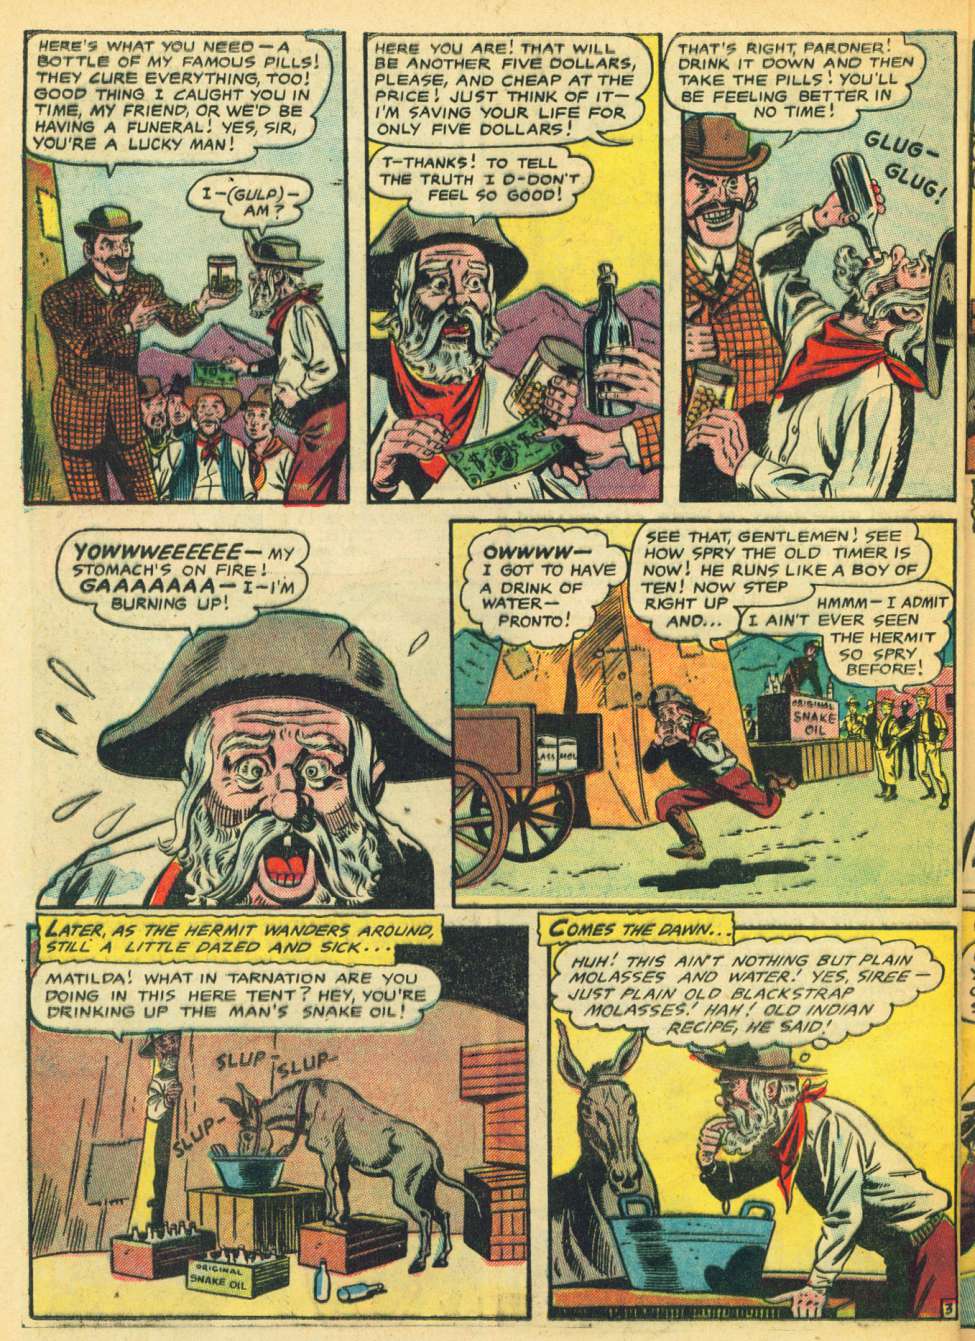 HERE'S WHAT YOU NEED — A
BOTTLE OF MY FAMOUS PILLS!
THEY CURE EVERYTHING, TOO!
GOOD THING I CAUGHT YOU IN
TIME, MY FRIEND, OR WE'D BE
HAVING A FUNERAL! YES, SIR,
YOU'RE A LUCKY MAN!
I-(GULP)-
AM?
HERE YOU ARE! THAT WILL
BE ANOTHER FIVE DOLLARS,
PLEASE, AND CHEAP AT THE
PRICE! JUST THINK OF IT—
I'M SAVING YOUR LIFE FOR
ONLY FIVE DOLLARS!
T-THANKS! TO TELL
THE TRUTH I D-DON'T
FEEL SO GOOD!
THAT'S RIGHT, PARDNER!
DRINK IT DOWN AND THEN
TAKE THE PILLS! YOU'LL
BE FEELING BETTER IN
NO TIME!
GLUG-
GLUG!
YOWWWEEEEEE— MY
STOMACH'S ON FIRE!
GAAAAAAA— I-I'M
BURNING UP!
OWWWW—
I GOT TO HAVE
A DRINK OF
WATER—
PRONTO!
SEE THAT, GENTLEMEN! SEE
HOW SPRY THE OLD TIMER IS
NOW! HE RUNS LIKE A BOY OF
TEN! NOW STEP
RIGHT UP
AND...
HMMM— I ADMIT
I AIN'T EVER SEEN
THE HERMIT
SO SPRY
BEFORE!
ORIGINAL
SNAKE
OIL
LASS
MOL
LATER, AS THE HERMIT WANDERS AROUND,
STILL A LITTLE DAZED AND SICK...
MATILDA! WHAT IN TARNATION ARE YOU
DOING IN THIS HERE TENT? HEY, YOU'RE
DRINKING UP THE MAN'S SNAKE OIL!
SLUP-
SLUP-
SLUP-
ORIGINAL
SNAKE OIL
COMES THE DAWN...
HUH! THIS AIN'T NOTHING BUT PLAIN
MOLASSES AND WATER! YES, SIREE —
JUST PLAIN OLD BLACKSTRAP
MOLASSES! HAH! OLD INDIAN
RECIPE, HE SAID!
3